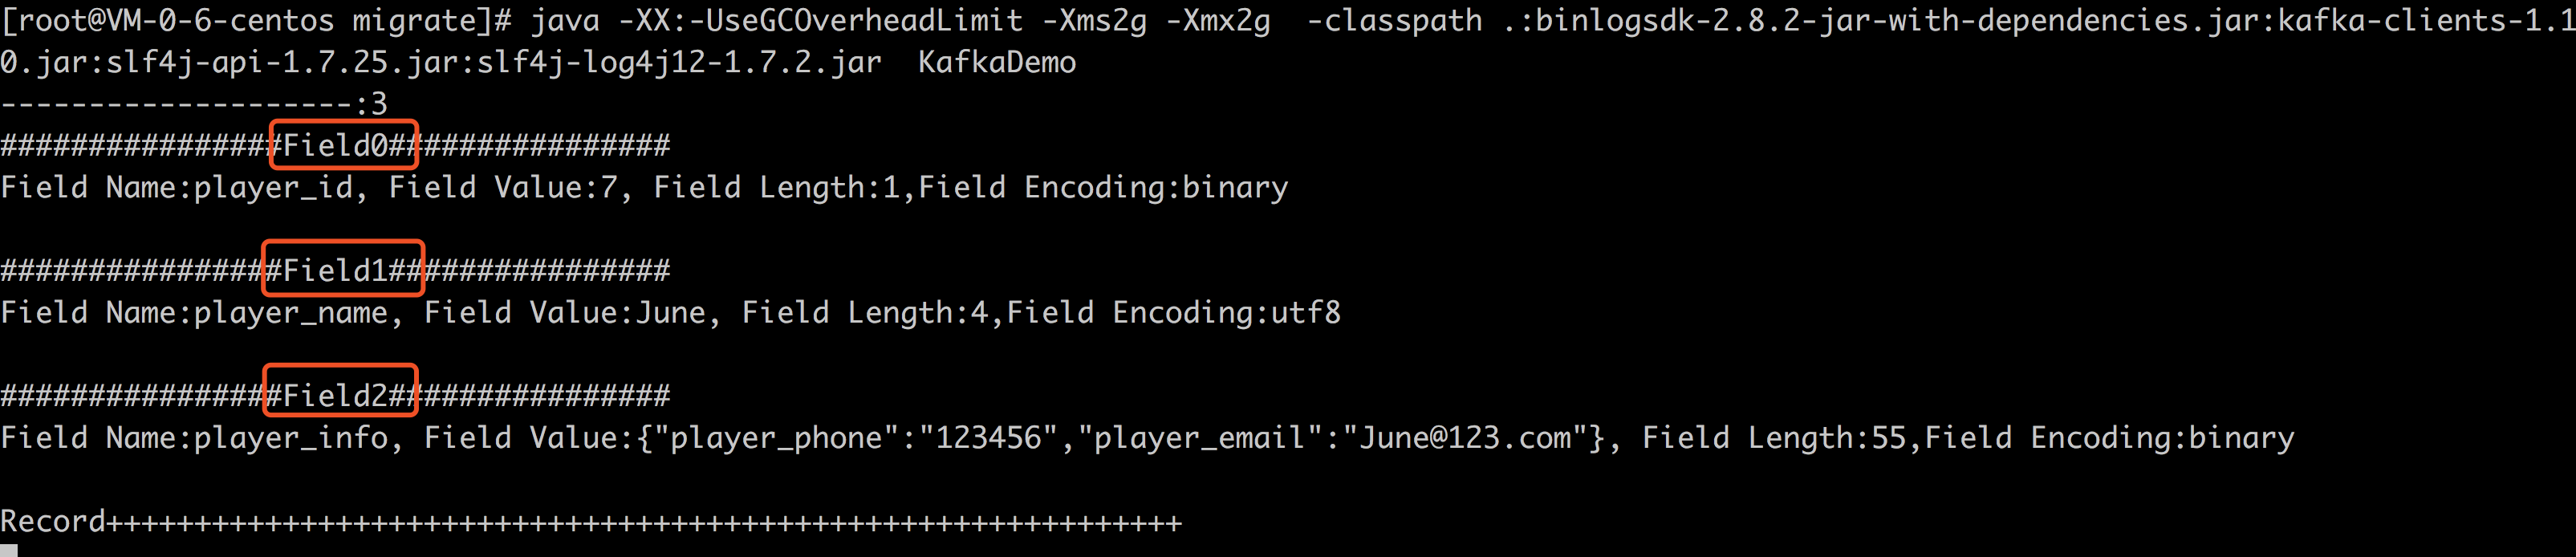 [root@VM-0-6-centos migrate]# java -XX:-UseGCOverheadLimit -Xms2g -Xmx2g  -classpath .:binlogsdk-2.8.2-jar-with-dependencies.jar:kafka-clients-1.1
0.jar:slf4j-api-1.7.25.jar:slf4j-log4j12-1.7.2.jar  KafkaDemo
--------------------:3
################Field0################
Field Name:player_id, Field Value:7, Field Length:1,Field Encoding:binary
################Field1################
Field Name:player_name, Field Value:June, Field Length:4,Field Encoding:utf8
################Field2################
Field Name:player_info, Field Value:{"player_phone":"123456","player_email":"June@123.com"}, Field Length:55,Field Encoding:binary
Record+++++++++++++++++++++++++++++++++++++++++++++++++++++++++++++